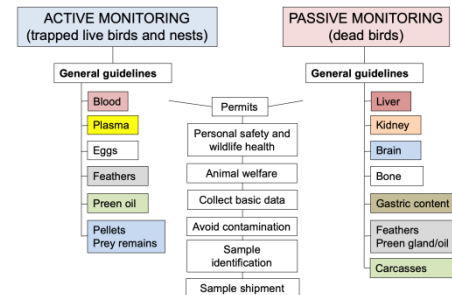 ACTIVE MONITORING
(trapped live birds and nests)
PASSIVE MONITORING
(dead birds)
General guidelines
General guidelines
Blood
Plasma
Eggs
Feathers
Preen oil
Pellets
Prey remains
Permits
Personal safety and
wildlife health
Animal welfare
Collect basic data
Avoid contamination
Sample
identification
Sample shipment
Liver
Kidney
Brain
Bone
Gastric content
Feathers
Preen gland/oil
Carcasses